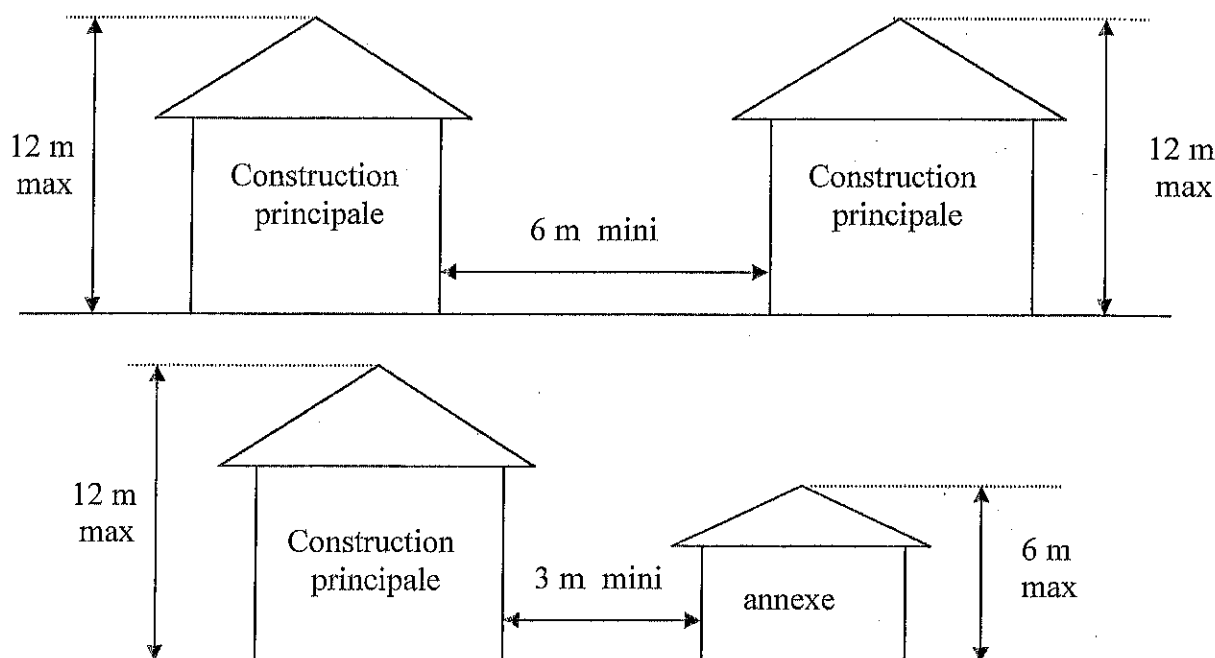 12 m
max
Construction
principale
6 m mini
Construction
principale
12 m
max
12 m
max
Construction
principale
3 m mini
annexe
6 m
max